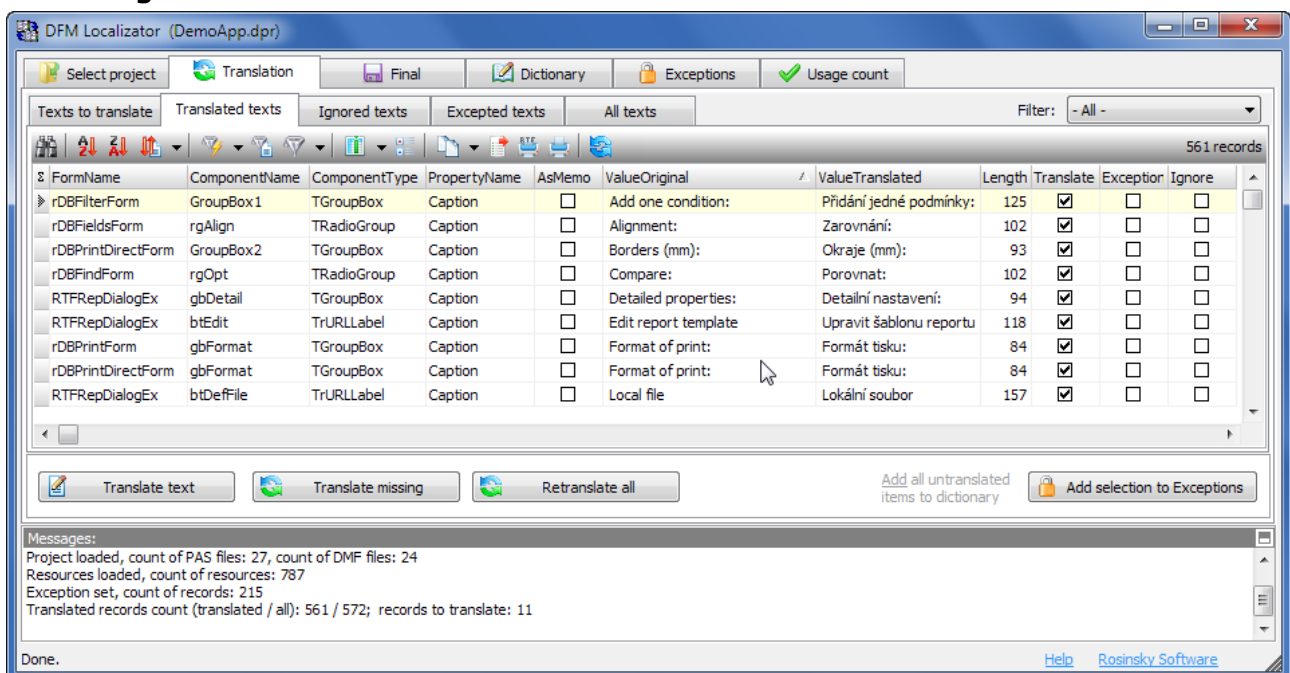 DFM Localizator (DemoApp.dpr)
Select project Translation Final Dictionary Exceptions Usage count
Texts to translate Translated texts Ignored texts Excepted texts All texts Filter: - All -
561 records
Σ FormName ComponentName ComponentType PropertyName AsMemo ValueOriginal ValueTranslated Length Translate Exception Ignore
rDBFilterForm GroupBox1 TGroupBox Caption Add one condition: Přidání jedné podmínky: 125
rDBFieldsForm rgAlign TRadioGroup Caption Alignment: Zarovnání: 102
rDBPrintDirectForm GroupBox2 TGroupBox Caption Borders (mm): Okraje (mm): 93
rDBFindForm rgOpt TRadioGroup Caption Compare: Porovnat: 102
RTFRepDialogEx gbDetail TGroupBox Caption Detailed properties: Detailní nastavení: 94
RTFRepDialogEx btEdit TrURLLabel Caption Edit report template Upravit šablonu reportu 118
rDBPrintForm gbFormat TGroupBox Caption Format of print: Formát tisku: 84
rDBPrintDirectForm gbFormat TGroupBox Caption Format of print: Formát tisku: 84
RTFRepDialogEx btDefFile TrURLLabel Caption Local file Lokální soubor 157
Translate text Translate missing Retranslate all Add all untranslated
items to dictionary Add selection to Exceptions
Messages:
Project loaded, count of PAS files: 27, count of DMF files: 24
Resources loaded, count of resources: 787
Exception set, count of records: 215
Translated records count (translated / all): 561 / 572; records to translate: 11
Done. Help Rosinsky Software